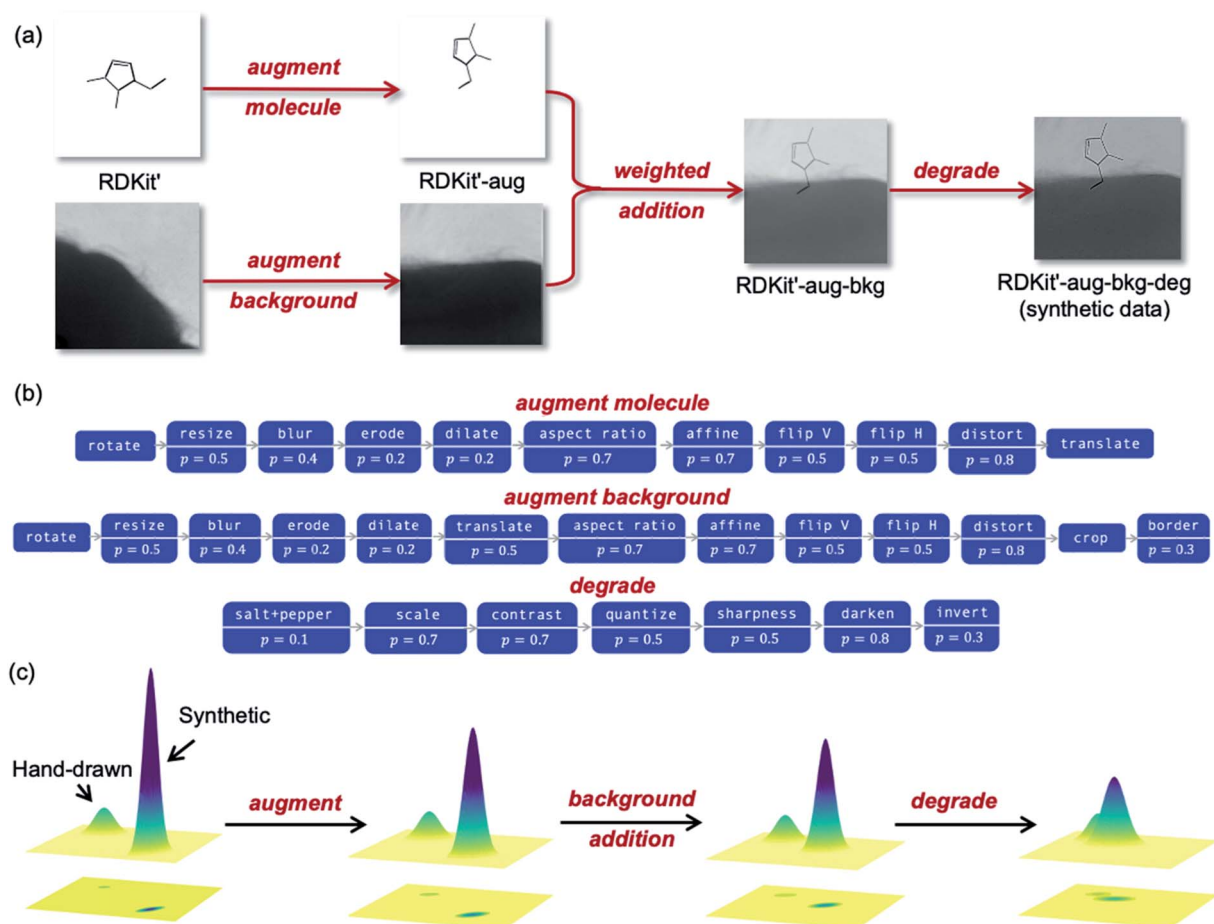 (a)
augment
molecule
RDKit'
RDKit'-aug
augment
background
weighted
addition
RDKit'-aug-bkg
degrade
RDKit'-aug-bkg-deg
(synthetic data)
(b)
augment molecule
rotate
resize
p = 0.5
blur
p = 0.4
erode
p = 0.2
dilate
p = 0.2
aspect ratio
p = 0.7
affine
p = 0.7
flip V
p = 0.5
flip H
p = 0.5
distort
p = 0.8
translate
augment background
rotate
resize
p = 0.5
blur
p = 0.4
erode
p = 0.2
dilate
p = 0.2
translate
p = 0.5
aspect ratio
p = 0.7
affine
p = 0.7
flip V
p = 0.5
flip H
p = 0.5
distort
p = 0.8
crop
border
p = 0.3
degrade
salt+pepper
p = 0.1
scale
p = 0.7
contrast
p = 0.7
quantize
p = 0.5
sharpness
p = 0.5
darken
p = 0.8
invert
p = 0.3
(c)
Hand-drawn
Synthetic
augment
background
addition
degrade